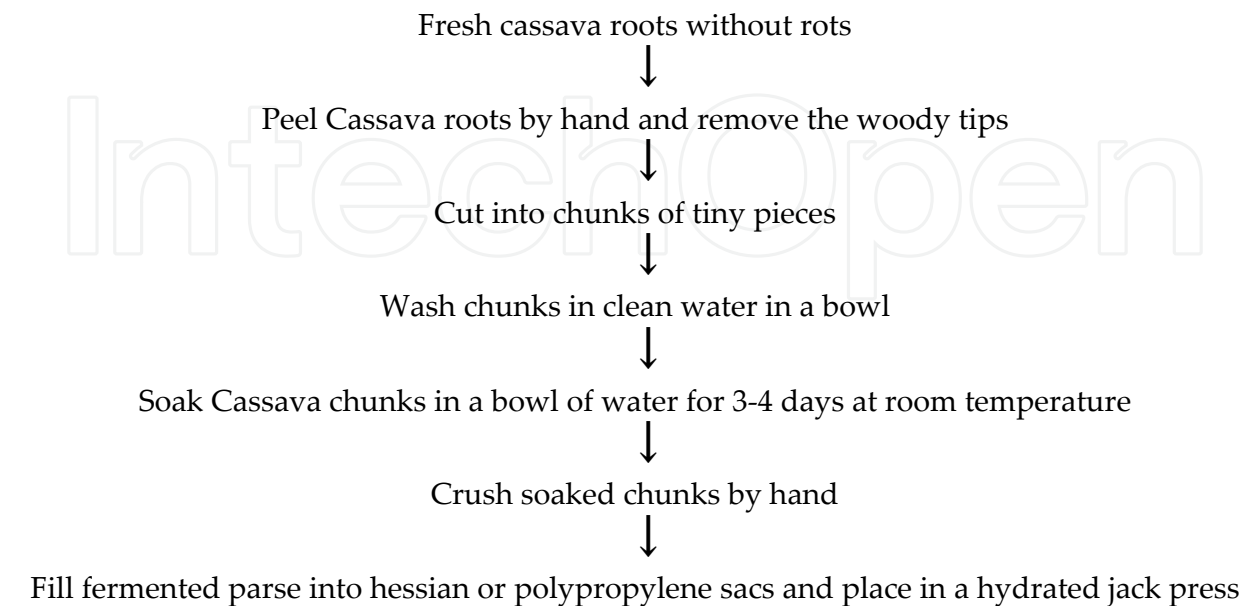 Fresh cassava roots without rots
Peel Cassava roots by hand and remove the woody tips
IntechOpen
Cut into chunks of tiny pieces
Wash chunks in clean water in a bowl
Soak Cassava chunks in a bowl of water for 3-4 days at room temperature
Crush soaked chunks by hand
Fill fermented parse into hessian or polypropylene sacs and place in a hydrated jack press